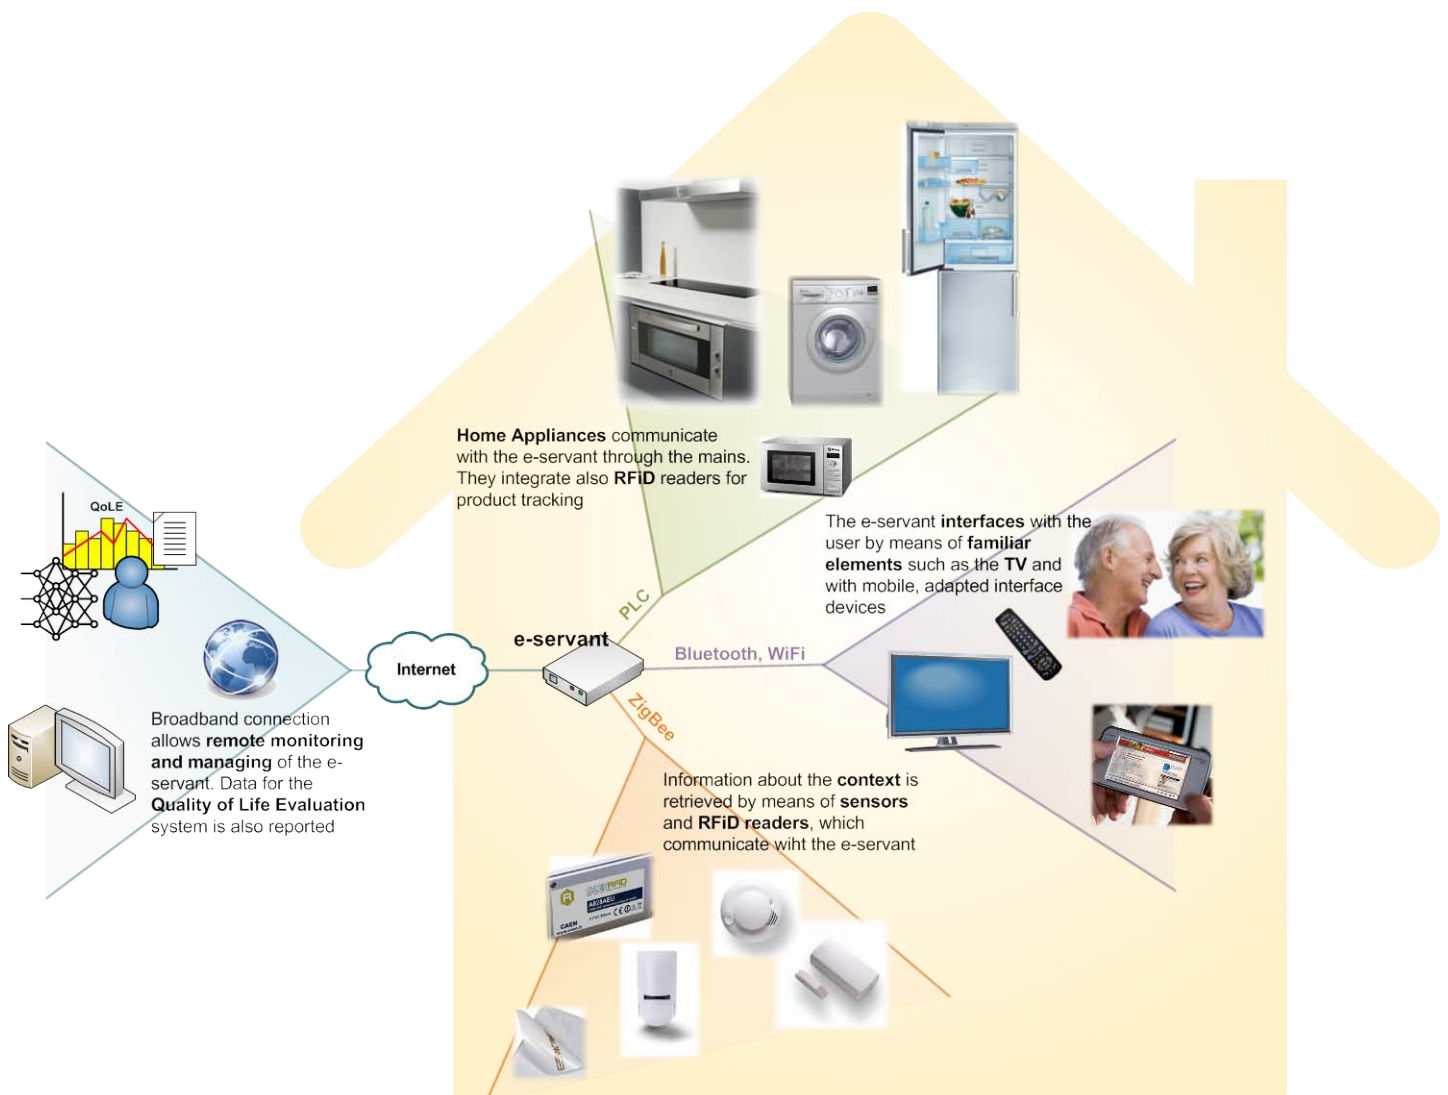 Home Appliances communicate
with the e-servant through the mains.
They integrate also RFiD readers for
product tracking
QoLE
The e-servant interfaces with the
user by means of familiar
elements such as the TV and
with mobile, adapted interface
devices
PLC
e-servant
Internet
Bluetooth, WiFi
ZigBee
Broadband connection
allows remote monitoring
and managing of the e-
servant. Data for the
Quality of Life Evaluation
system is also reported
Information about the context is
retrieved by means of sensors
and RFiD readers, which
communicate wiht the e-servant
A828AEU
CAEN